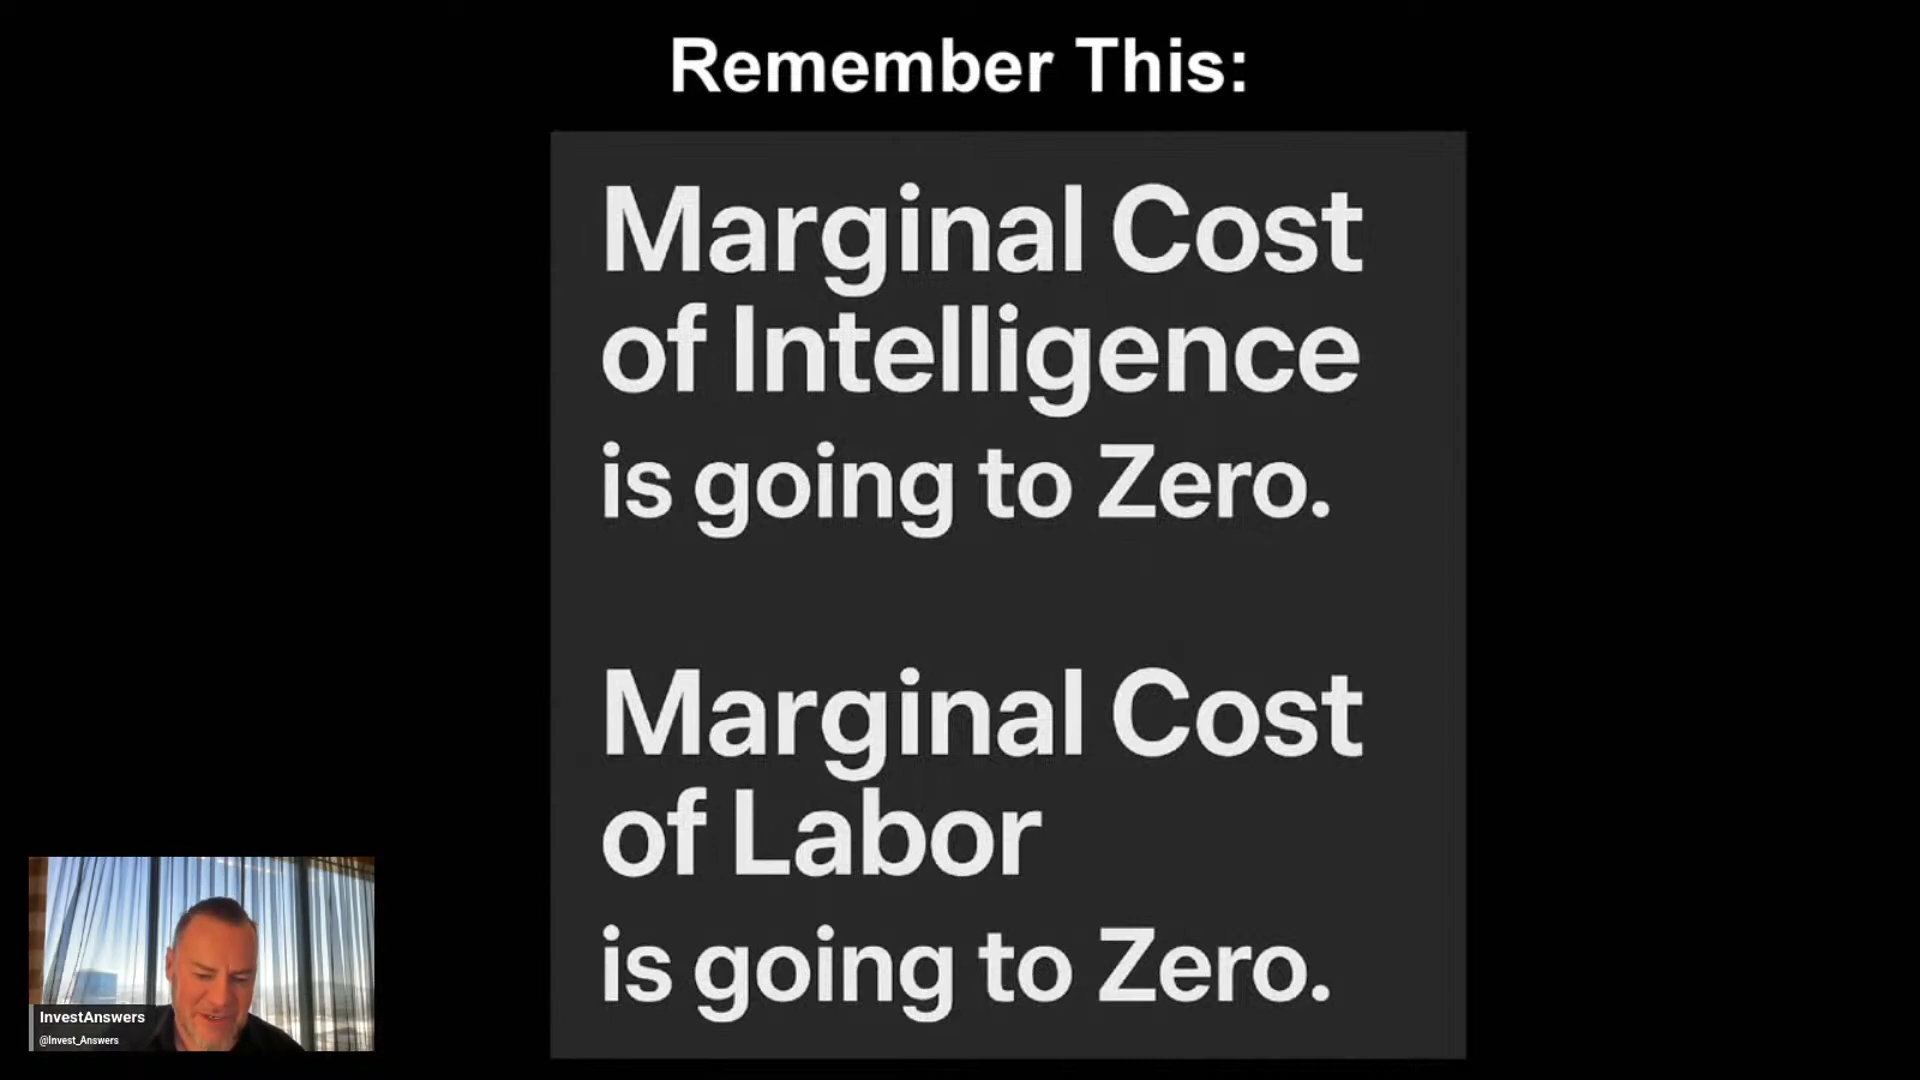 Remember This:
Marginal Cost
of Intelligence
is going to Zero.
Marginal Cost
of Labor
is going to Zero.
InvestAnswers
@Invest_Answers